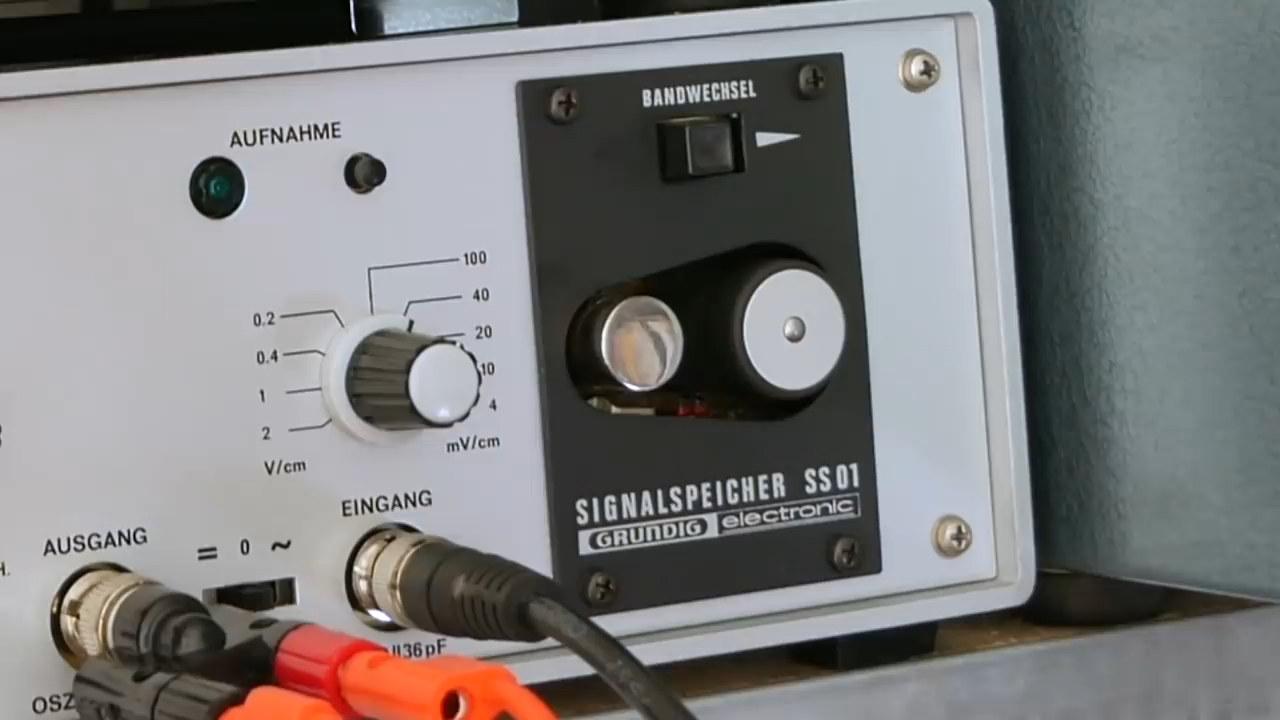 BANDWECHSEL
AUFNAHME
100
40
0.2
20
0.4
10
1
4
2
mV/cm
V/cm
SIGNALSPEICHER SS01
GRUNDIG electronic
EINGANG
AUSGANG
= 0 ~
H.
36pF
OSZ